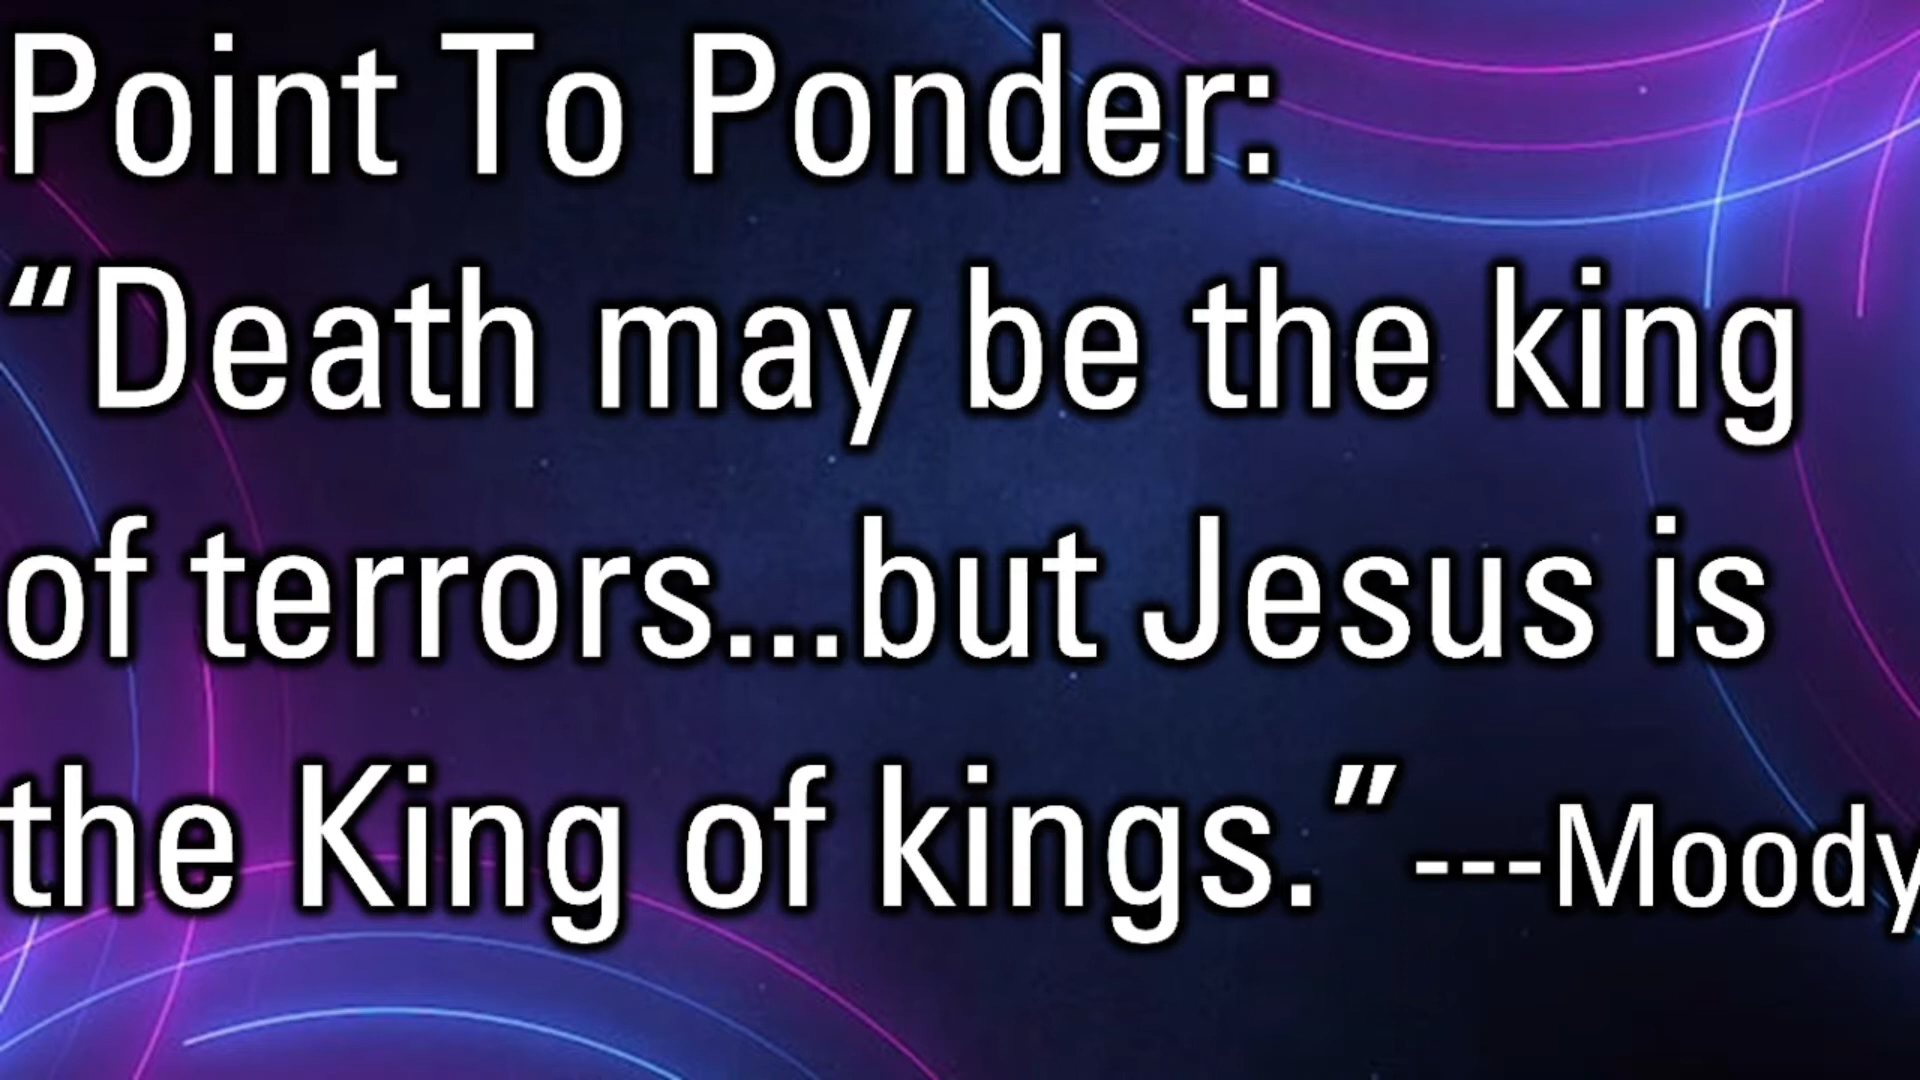 Point To Ponder:
“Death may be the king
of terrors...but Jesus is
the King of kings.”---Moody